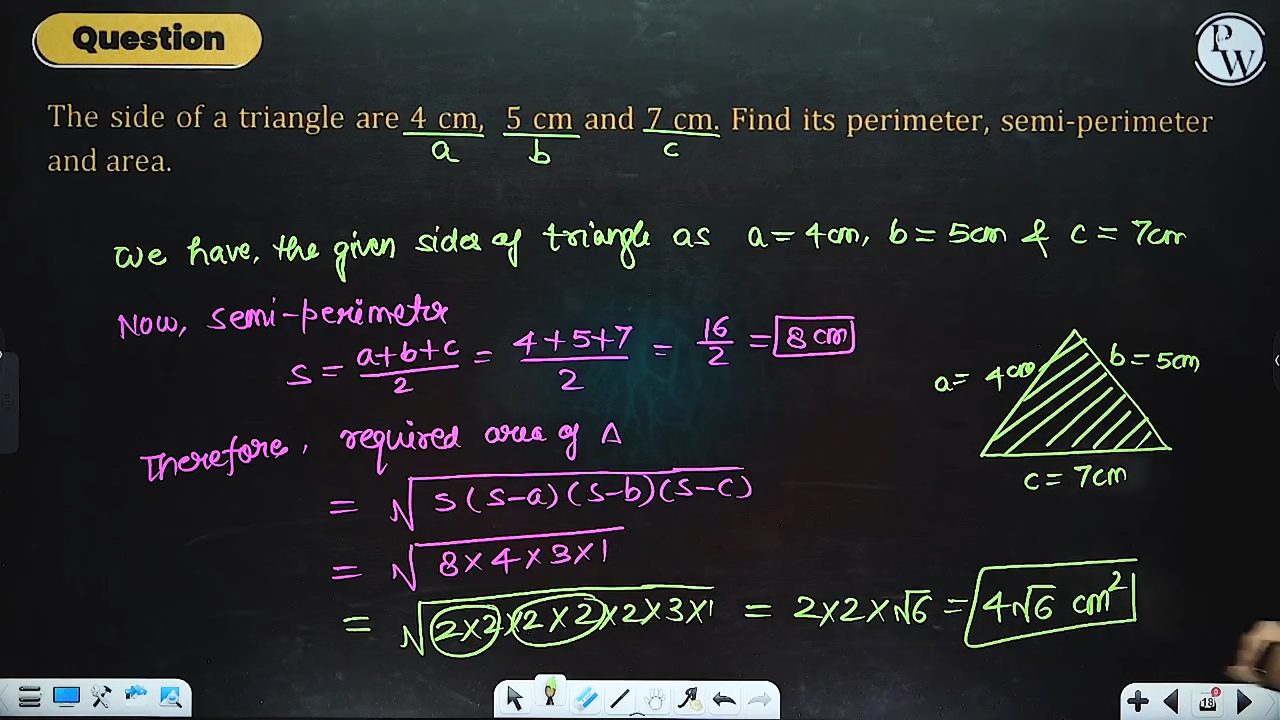 Question
PW
The side of a triangle are 4 cm, 5 cm and 7 cm. Find its perimeter, semi-perimeter
a b c
and area.
We have, the given sides of triangle as a = 4cm, b = 5cm & c = 7cm
Now, semi-perimeter
s = a+b+c/2 = 4+5+7/2 = 16/2 = 8 cm
a = 4cm b = 5cm
c = 7cm
Therefore, required area of Δ
= √s(s-a)(s-b)(s-c)
= √8×4×3×1
= √2×2×2×2×2×3×1 = 2×2×√6 = 4√6 cm²
18